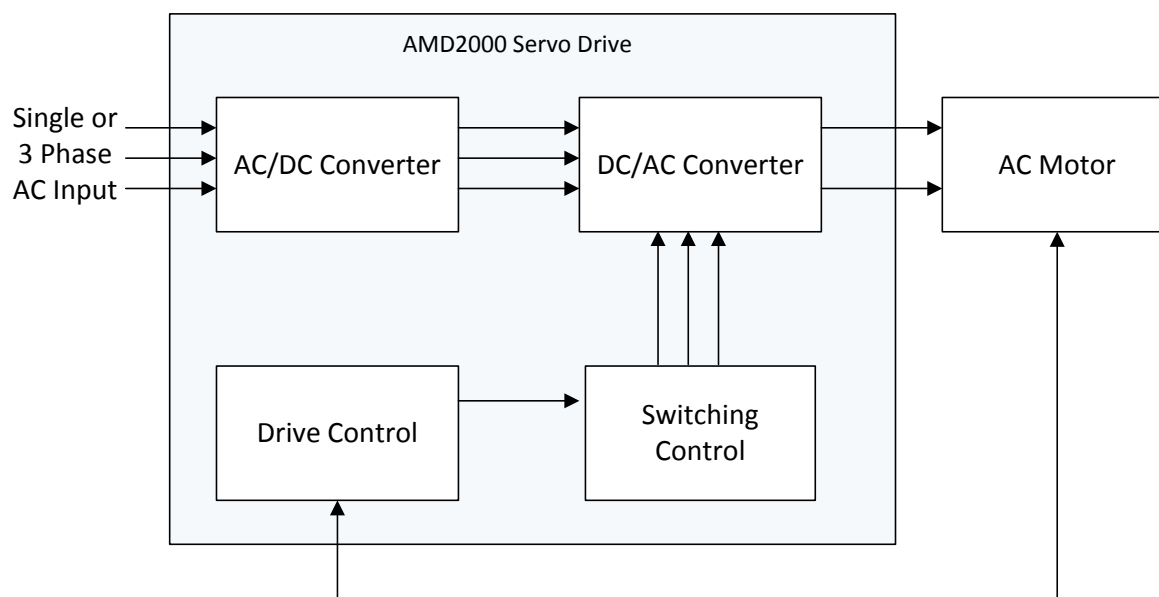 AMD2000 Servo Drive
Single or
3 Phase
AC Input
AC/DC Converter
DC/AC Converter
AC Motor
Drive Control
Switching
Control